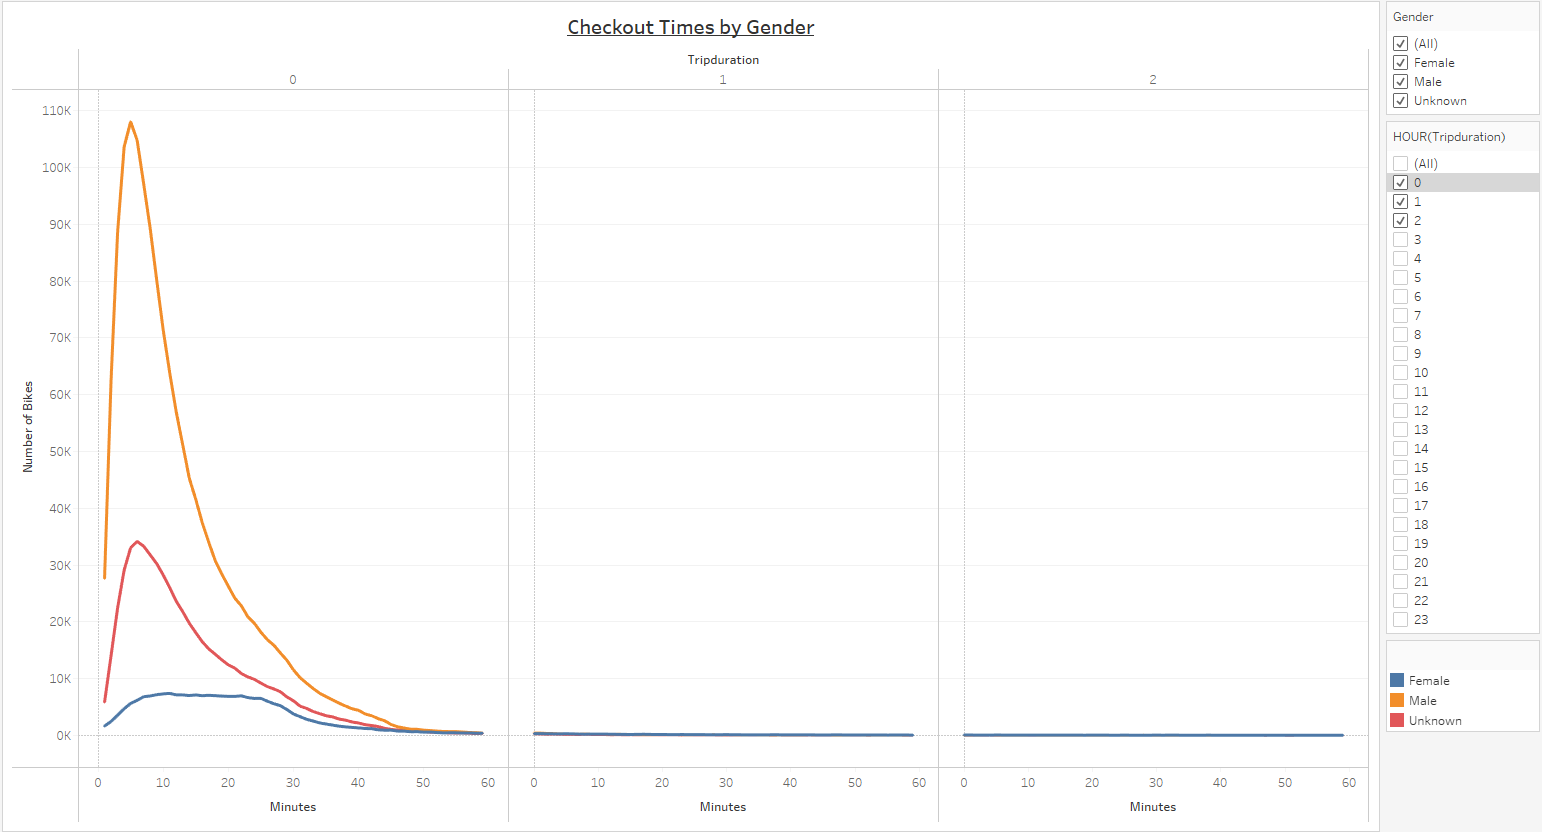 Checkout Times by Gender
Tripduration
0 1 2
110K
100K
90K
80K
70K
60K
50K
40K
30K
20K
10K
0K
Number of Bikes
0 10 20 30 40 50 60
0 10 20 30 40 50 60
0 10 20 30 40 50 60
Minutes
Minutes
Minutes
Gender
(All)
Female
Male
Unknown
HOUR(Tripduration)
(All)
0
1
2
3
4
5
6
7
8
9
10
11
12
13
14
15
16
17
18
19
20
21
22
23
Female
Male
Unknown